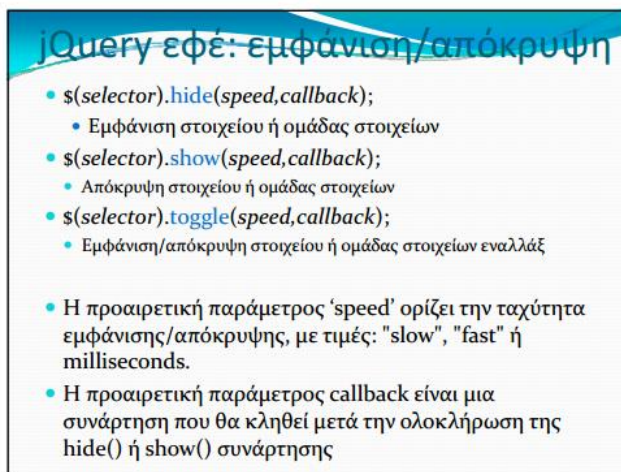 jQuery εφέ: εμφάνιση/απόκρυψη
• $(selector).hide(speed,callback);
• Εμφάνιση στοιχείου ή ομάδας στοιχείων
• $(selector).show(speed,callback);
• Απόκρυψη στοιχείου ή ομάδας στοιχείων
• $(selector).toggle(speed,callback);
• Εμφάνιση/απόκρυψη στοιχείου ή ομάδας στοιχείων εναλλάξ
• Η προαιρετική παράμετρος ‘speed’ ορίζει την ταχύτητα
εμφάνισης/απόκρυψης, με τιμές: "slow", "fast" ή
milliseconds.
• Η προαιρετική παράμετρος callback είναι μια
συνάρτηση που θα κληθεί μετά την ολοκλήρωση της
hide() ή show() συνάρτησης